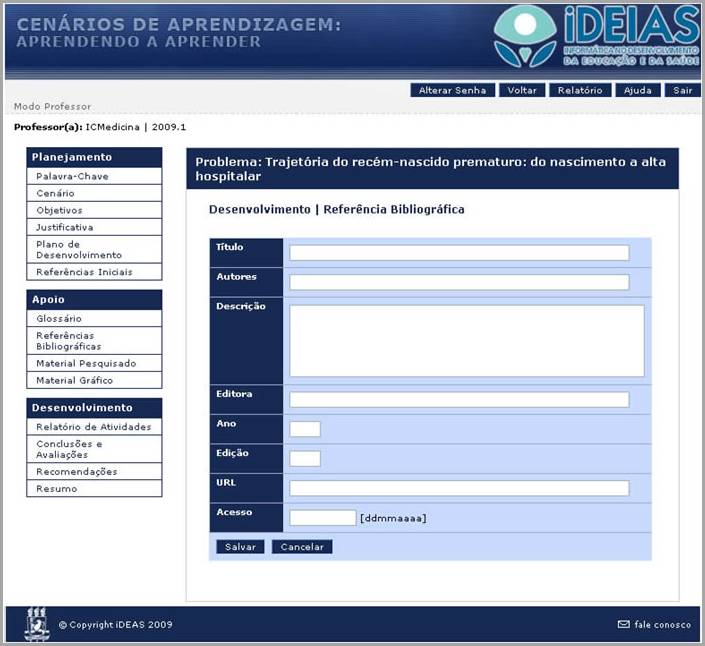 CENÁRIOS DE APRENDIZAGEM:
APRENDENDO A APRENDER
iDEIAS
INFORMÁTICA NO DESENVOLVIMENTO
DA EDUCAÇÃO E DA SAÚDE
Alterar Senha Voltar Relatório Ajuda Sair
Modo Professor
Professor(a): ICMedicina | 2009.1
Planejamento
Palavra-Chave
Cenário
Objetivos
Justificativa
Plano de
Desenvolvimento
Referências Iniciais
Apoio
Glossário
Referências
Bibliográficas
Material Pesquisado
Material Gráfico
Desenvolvimento
Relatório de Atividades
Conclusões e
Avaliações
Recomendações
Resumo
Problema: Trajetória do recém-nascido prematuro: do nascimento a alta
hospitalar
Desenvolvimento | Referência Bibliográfica
Título
Autores
Descrição
Editora
Ano
Edição
URL
Acesso [ddmmaaaa]
Salvar Cancelar
© Copyright iDEAS 2009
fale conosco